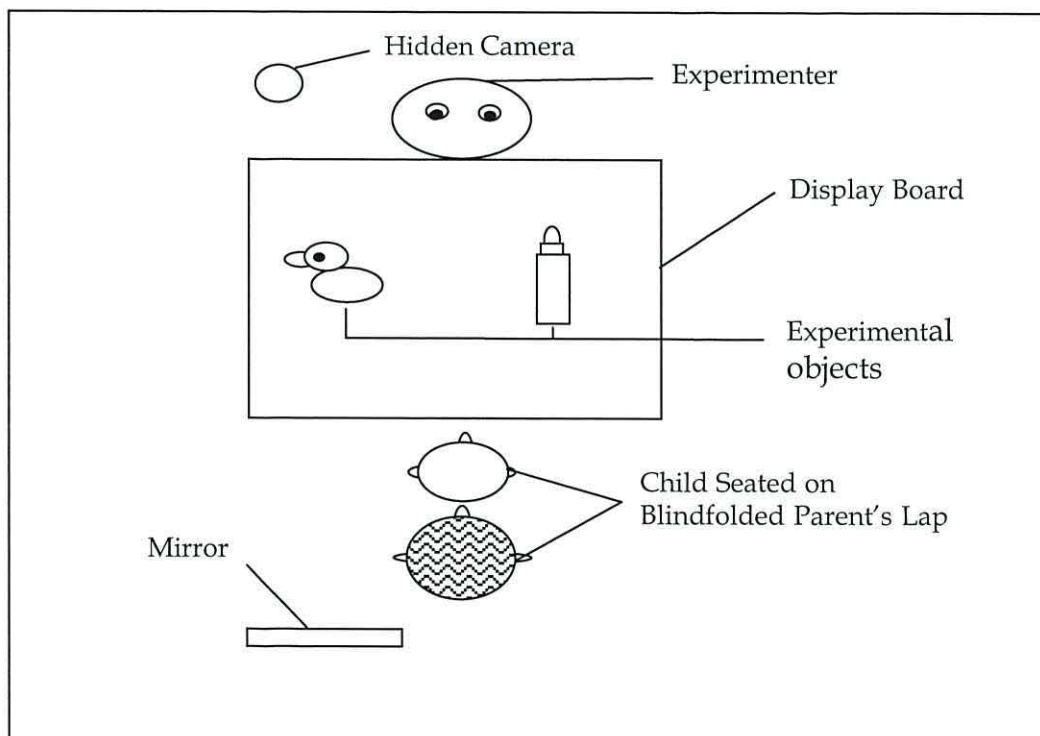 Hidden Camera
Experimenter
Display Board
Experimental
objects
Child Seated on
Blindfolded Parent's Lap
Mirror